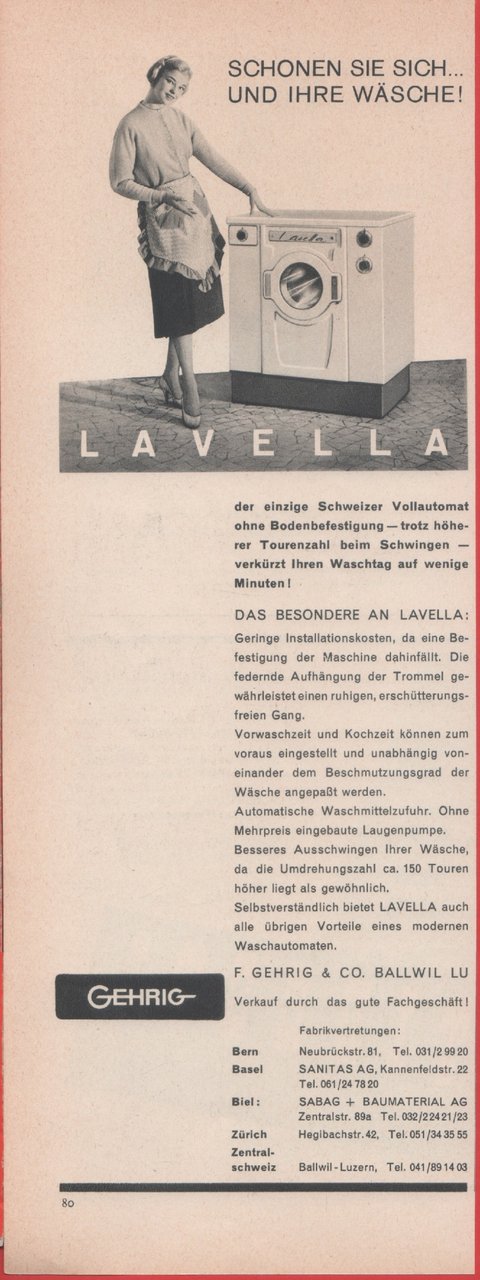 SCHONEN SIE SICH...
UND IHRE WÄSCHE!
Lavella
LAVELLA
der einzige Schweizer Vollautomat
ohne Bodenbefestigung — trotz höhe-
rer Tourenzahl beim Schwingen —
verkürzt Ihren Waschtag auf wenige
Minuten!
DAS BESONDERE AN LAVELLA:
Geringe Installationskosten, da eine Be-
festigung der Maschine dahinfällt. Die
federnde Aufhängung der Trommel ge-
währleistet einen ruhigen, erschütterungs-
freien Gang.
Vorwaschzeit und Kochzeit können zum
voraus eingestellt und unabhängig von-
einander dem Beschmutzungsgrad der
Wäsche angepaßt werden.
Automatische Waschmittelzufuhr. Ohne
Mehrpreis eingebaute Laugenpumpe.
Besseres Ausschwingen Ihrer Wäsche,
da die Umdrehungszahl ca. 150 Touren
höher liegt als gewöhnlich.
Selbstverständlich bietet LAVELLA auch
alle übrigen Vorteile eines modernen
Waschautomaten.
GEHRIG
F. GEHRIG & CO. BALLWIL LU
Verkauf durch das gute Fachgeschäft!
Fabrikvertretungen:
Bern Neubrückstr. 81, Tel. 031/2 99 20
Basel SANITAS AG, Kannenfeldstr. 22
Tel. 061/24 78 20
Biel: SABAG + BAUMATERIAL AG
Zentralstr. 89a Tel. 032/2 24 21/23
Zürich Hegibachstr. 42, Tel. 051/34 35 55
Zentral-
schweiz Ballwil-Luzern, Tel. 041/89 14 03
80